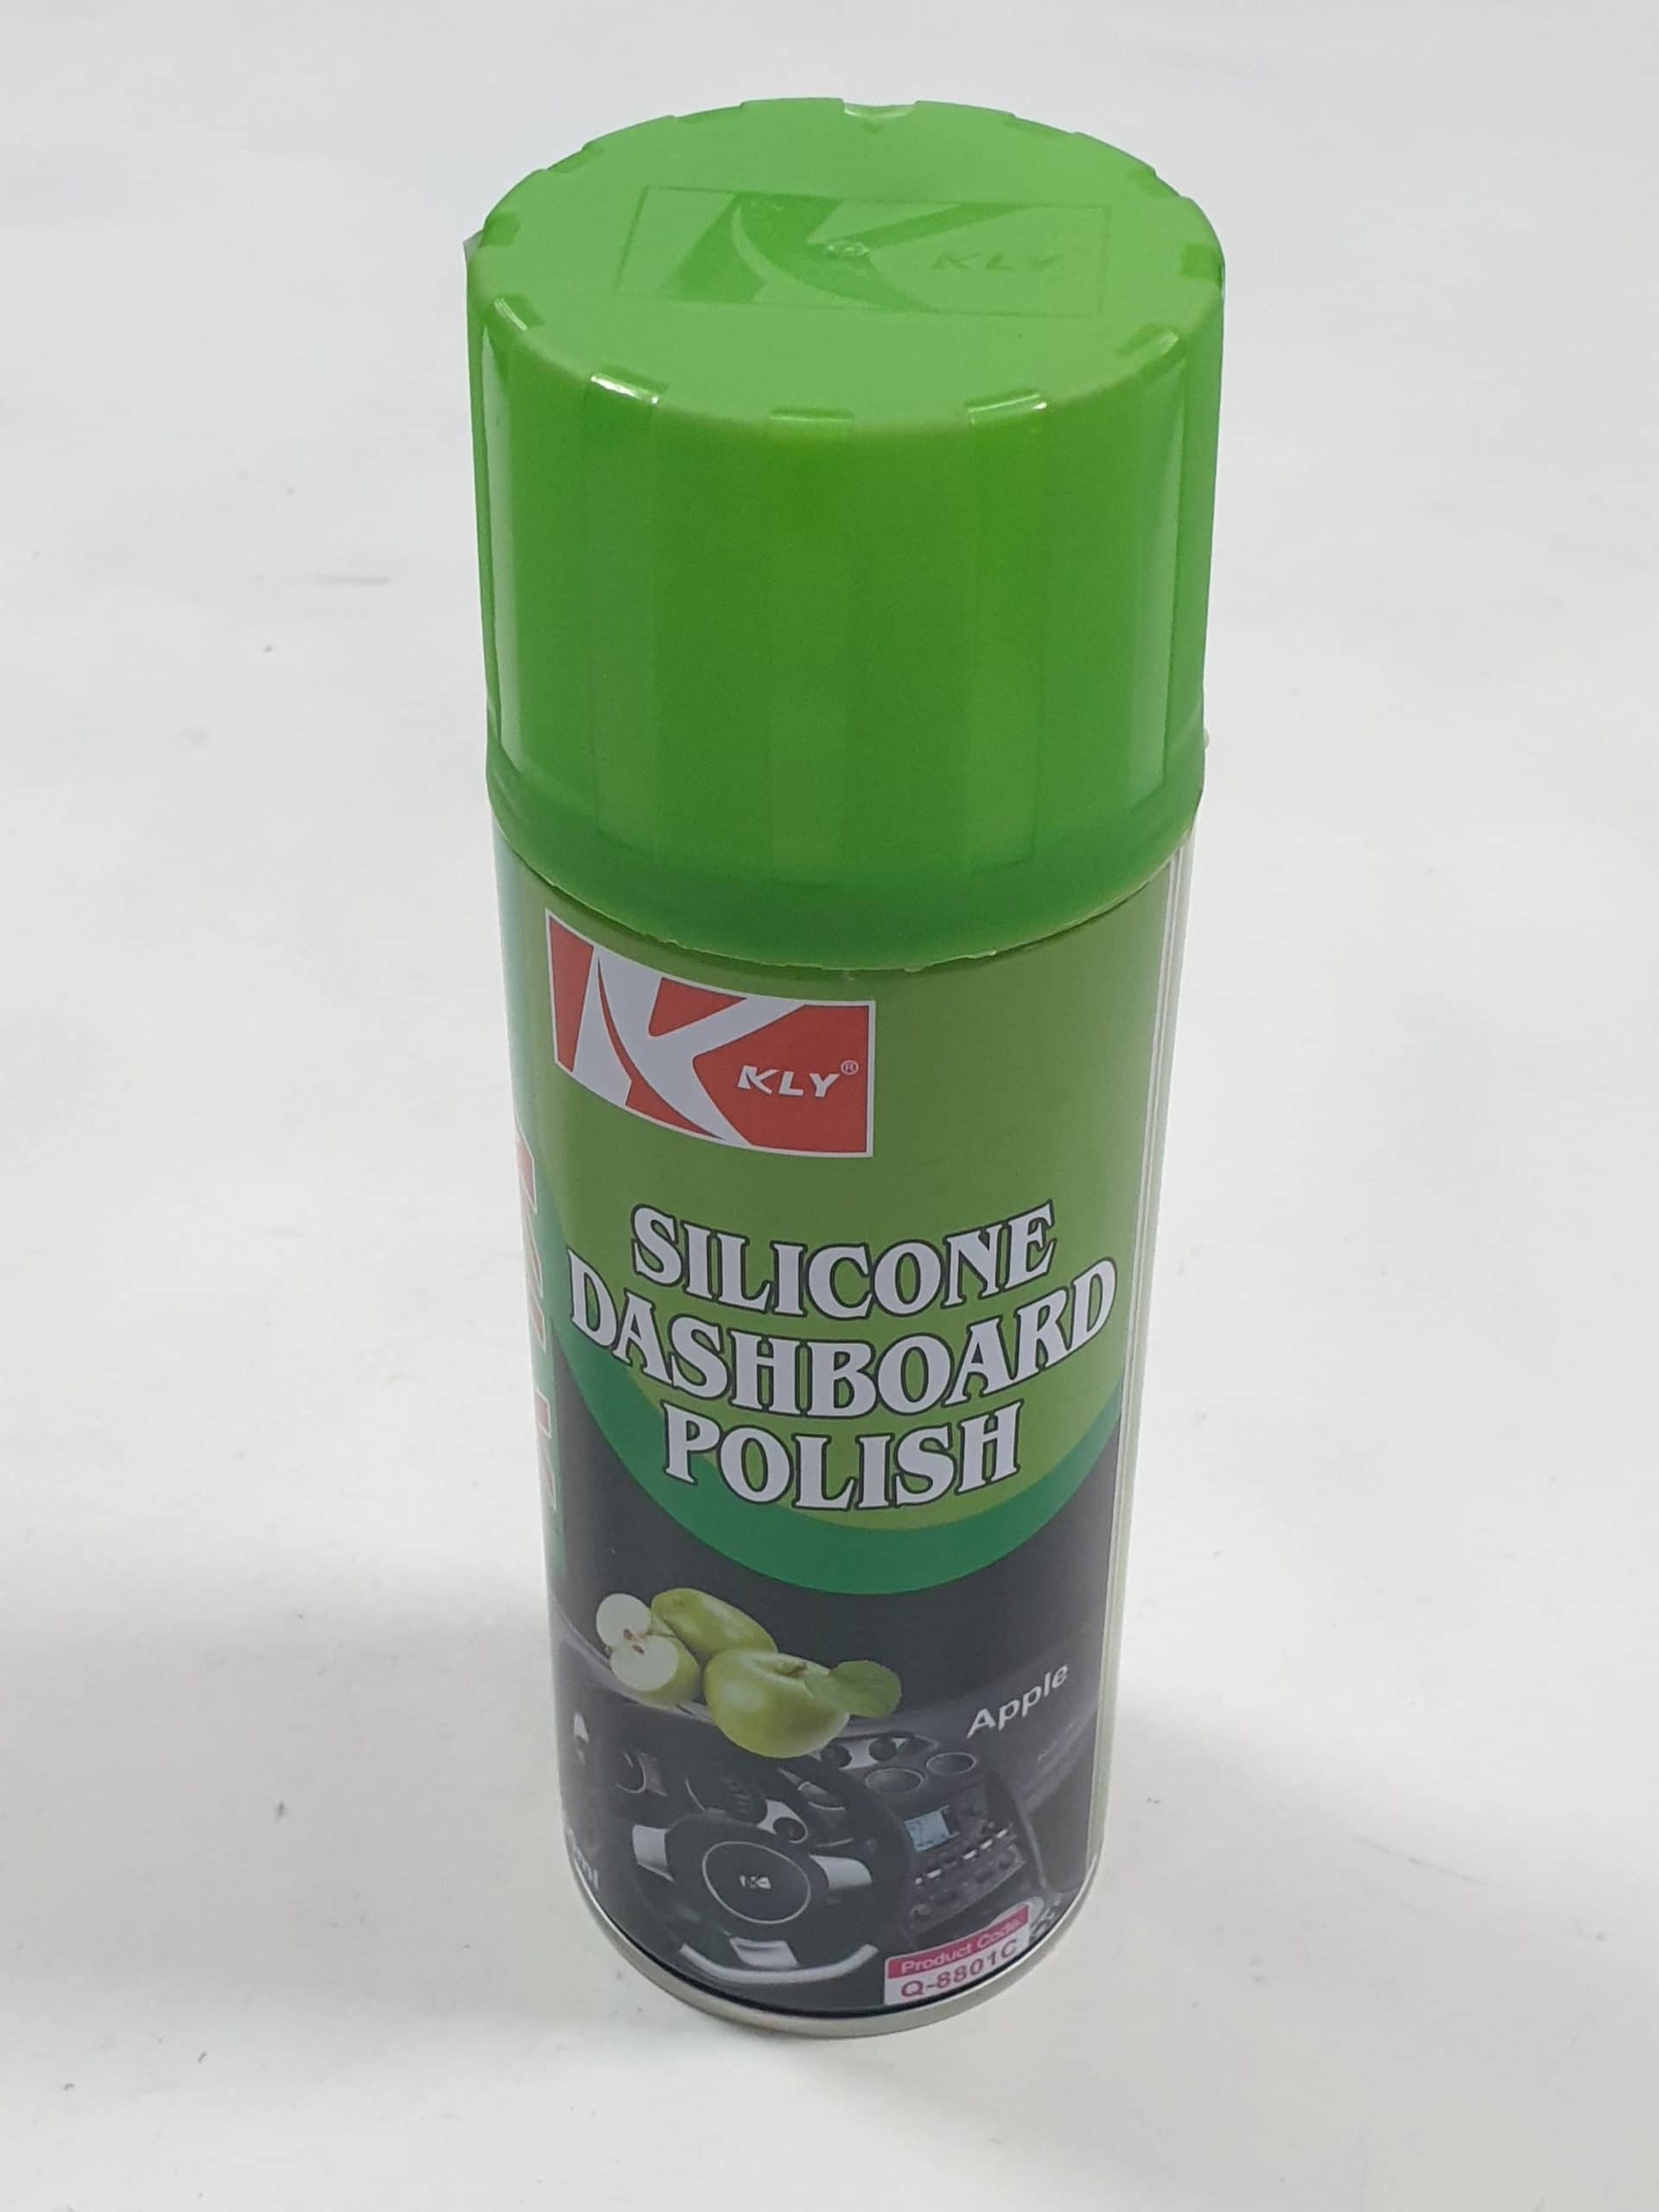 KLY
KLY®
SILICONE
DASHBOARD
POLISH
Apple
Product Code:
Q-8801C